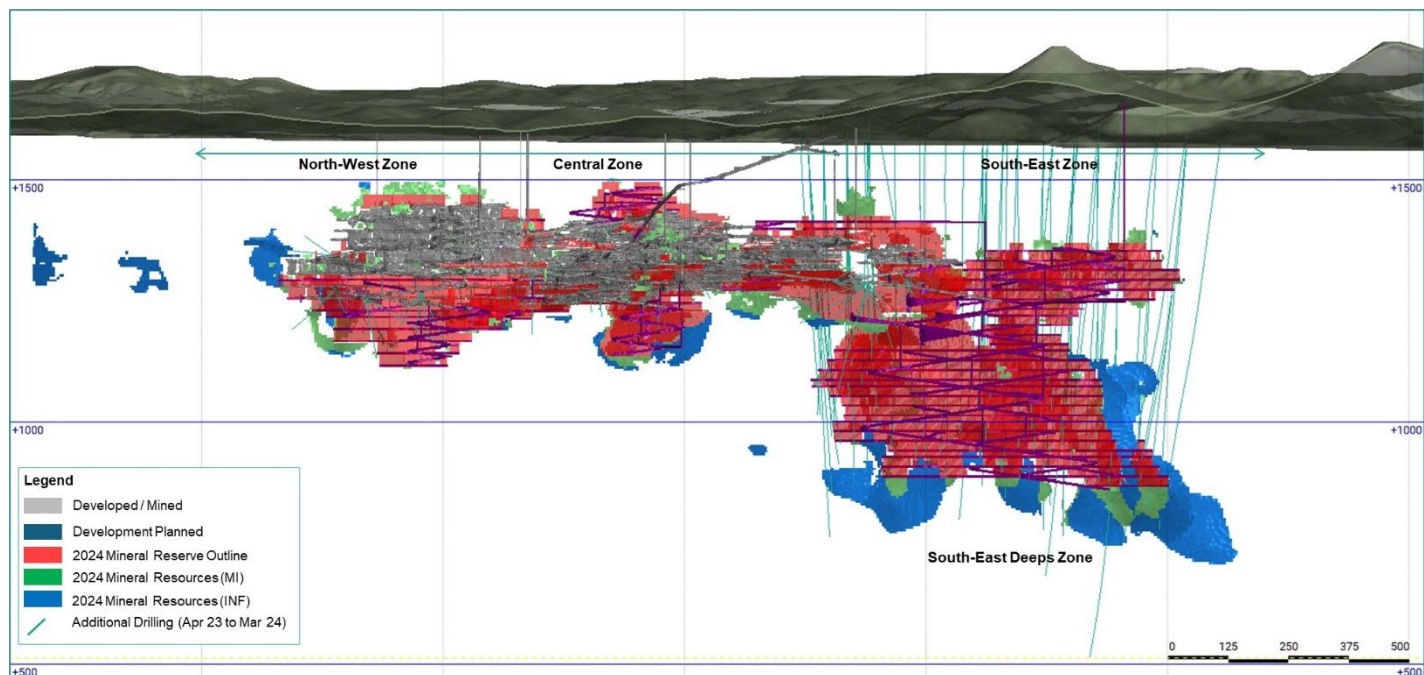 North-West Zone
Central Zone
South-East Zone
+1500
+1500
+1000
+1000
Legend
Developed / Mined
Development Planned
2024 Mineral Reserve Outline
2024 Mineral Resources (MI)
2024 Mineral Resources (INF)
Additional Drilling (Apr 23 to Mar 24)
South-East Deeps Zone
0 125 250 375 500
+500
+500